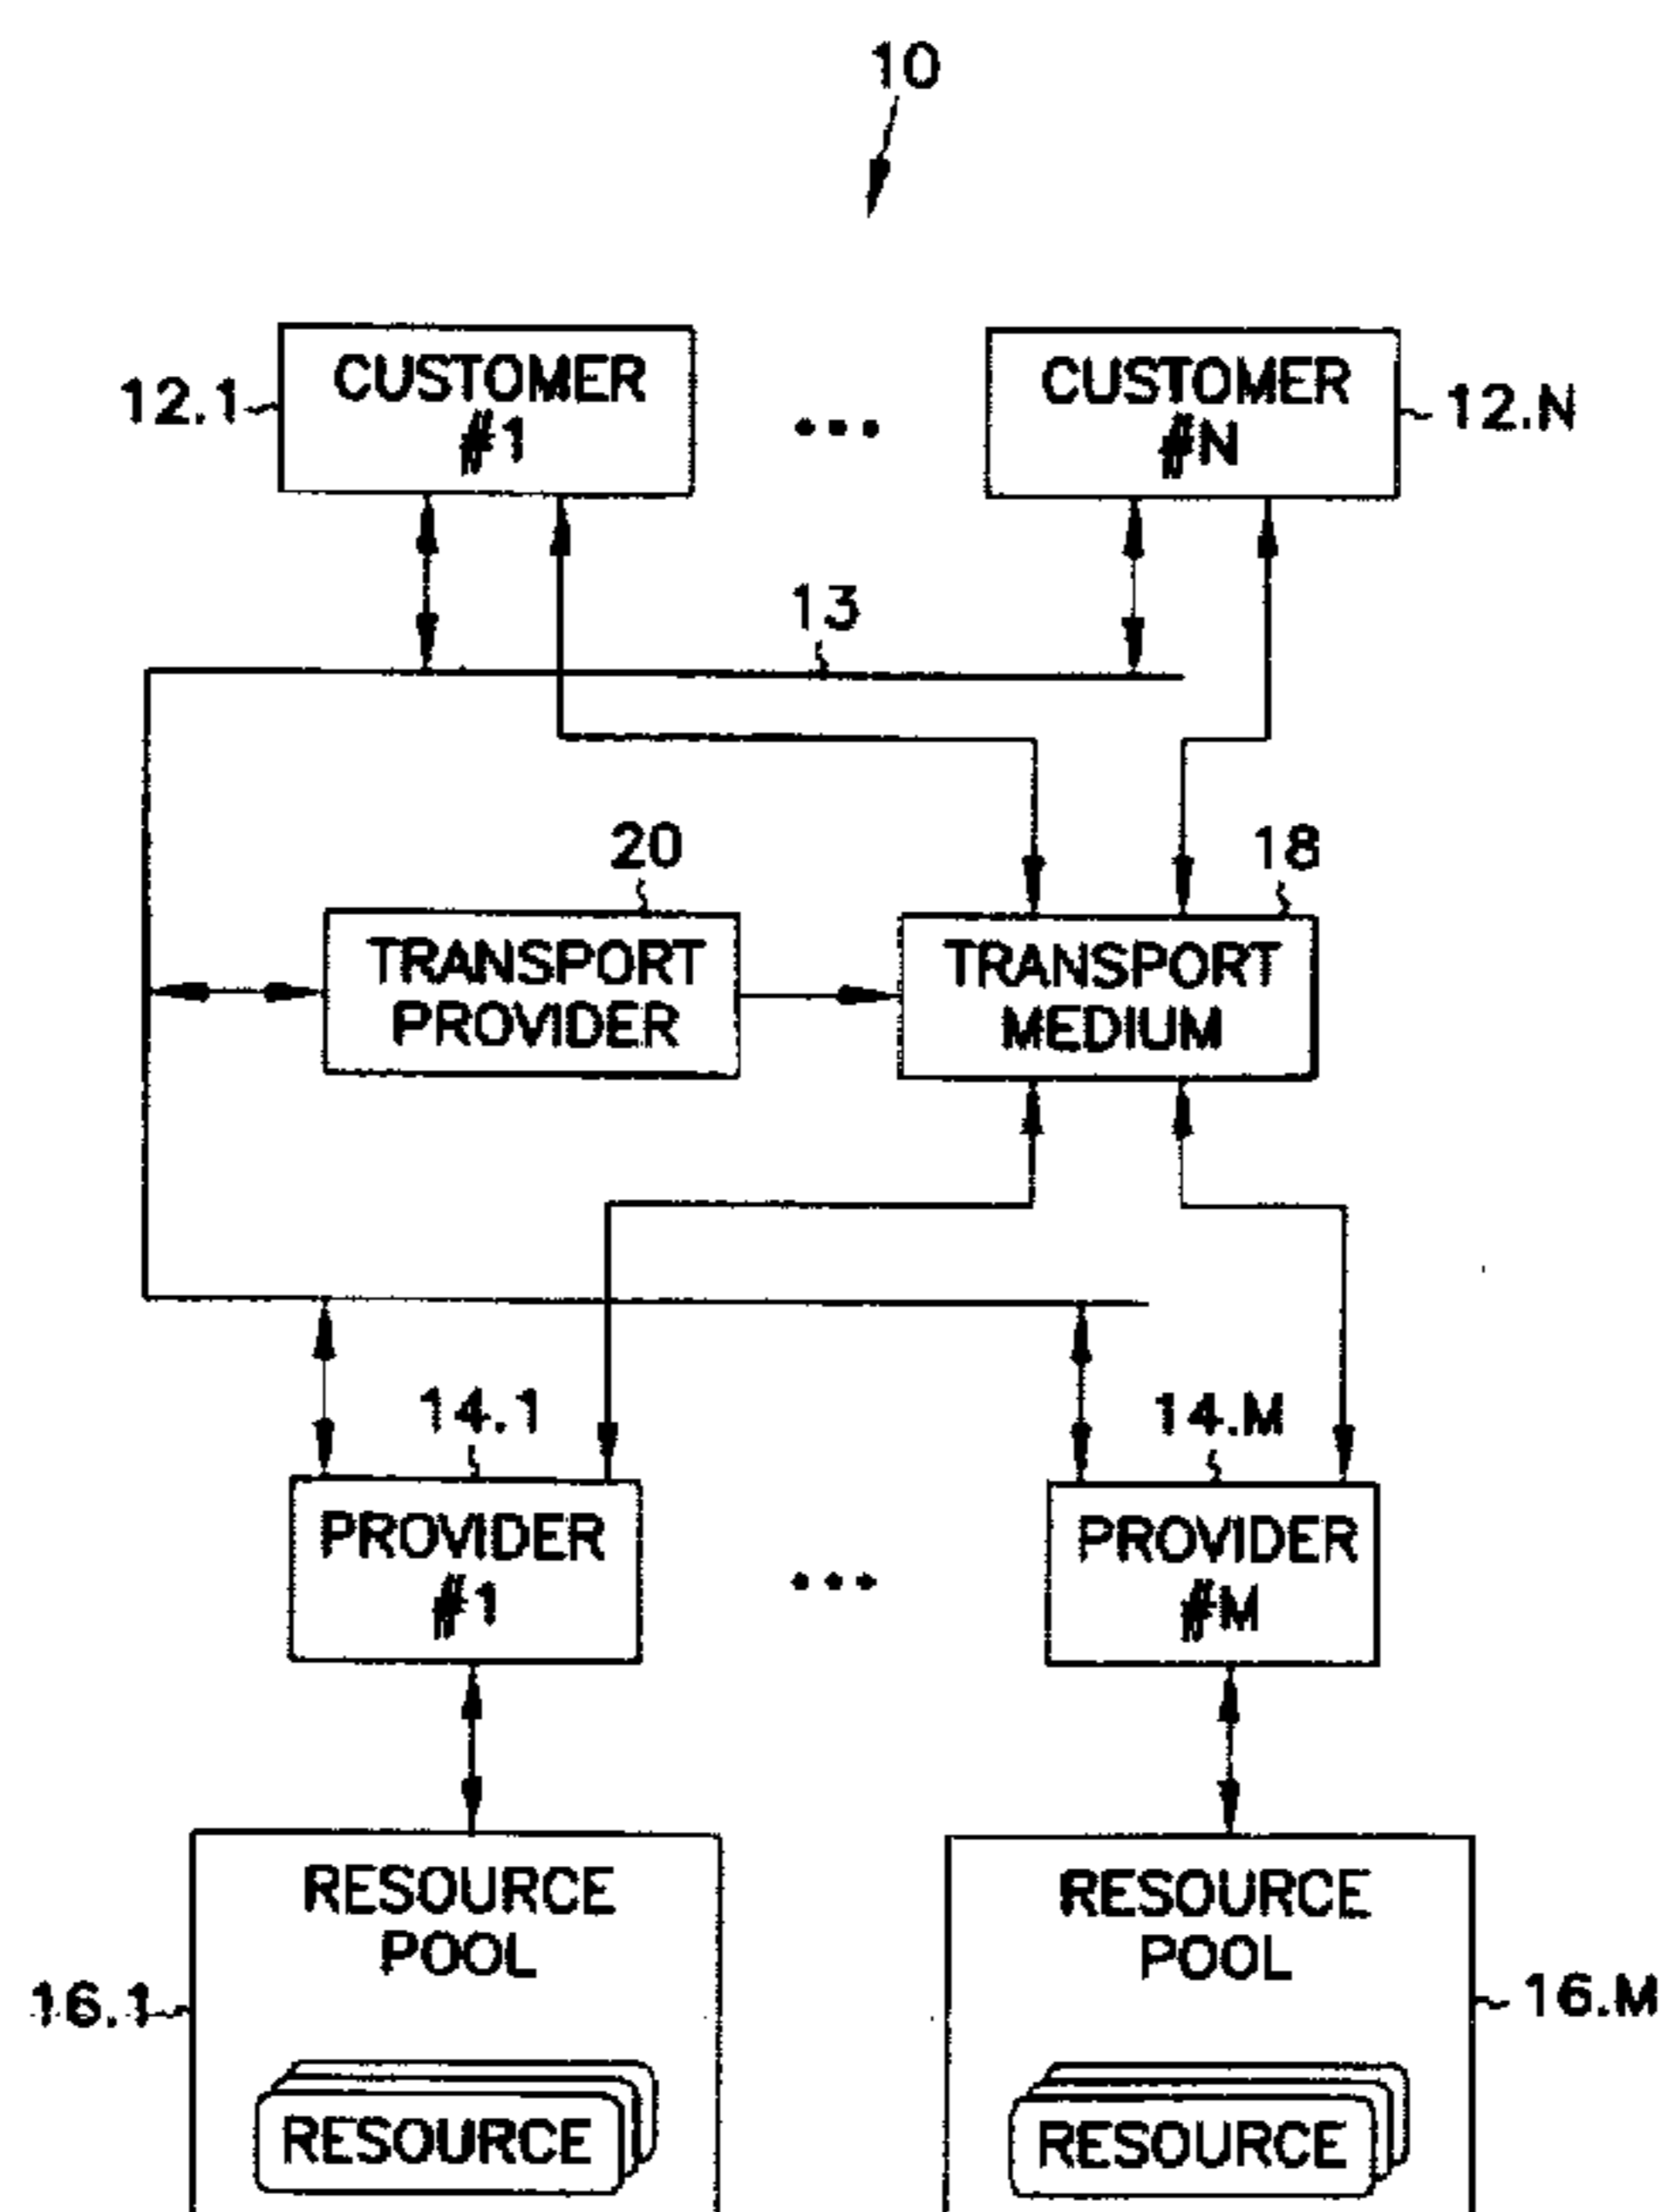 10
CUSTOMER
#1
CUSTOMER
#N
12.1
...
12.N
13
20
18
TRANSPORT
PROVIDER
TRANSPORT
MEDIUM
14.1
14.M
PROVIDER
#1
...
PROVIDER
#M
RESOURCE
POOL
RESOURCE
POOL
16.1
16.M
RESOURCE
RESOURCE